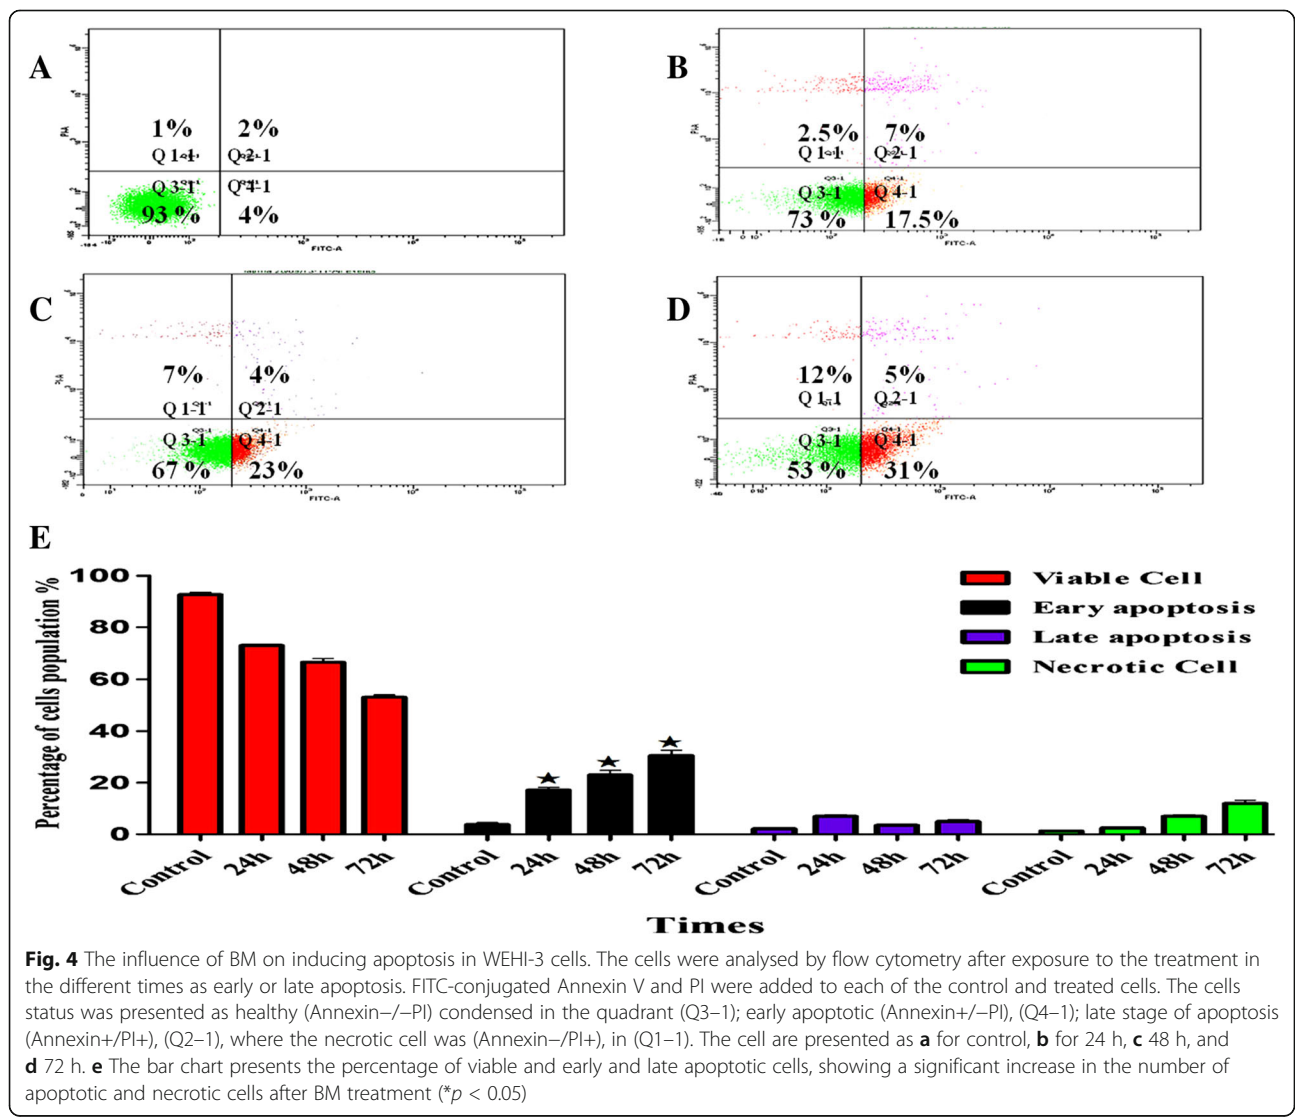 A
1% 2%
Q 1-1 Q 2-1
Q 3-1 Q 4-1
93 % 4%
FITC-A
B
2.5% 7%
Q 1-1 Q 2-1
Q 3-1 Q 4-1
73 % 17.5%
FITC-A
C
7% 4%
Q 1-1 Q 2-1
Q 3-1 Q 4-1
67 % 23%
FITC-A
D
12% 5%
Q 1-1 Q 2-1
Q 3-1 Q 4-1
53 % 31%
FITC-A
E
Percentage of cells population %
100
80
60
40
20
0
Viable Cell
Eary apoptosis
Late apoptosis
Necrotic Cell
Control 24h 48h 72h Control 24h 48h 72h Control 24h 48h 72h Control 24h 48h 72h
Times
Fig. 4 The influence of BM on inducing apoptosis in WEHI-3 cells. The cells were analysed by flow cytometry after exposure to the treatment in
the different times as early or late apoptosis. FITC-conjugated Annexin V and PI were added to each of the control and treated cells. The cells
status was presented as healthy (Annexin−/−PI) condensed in the quadrant (Q3–1); early apoptotic (Annexin+/−PI), (Q4–1); late stage of apoptosis
(Annexin+/PI+), (Q2–1), where the necrotic cell was (Annexin−/PI+), in (Q1–1). The cell are presented as a for control, b for 24 h, c 48 h, and
d 72 h. e The bar chart presents the percentage of viable and early and late apoptotic cells, showing a significant increase in the number of
apoptotic and necrotic cells after BM treatment (*p < 0.05)